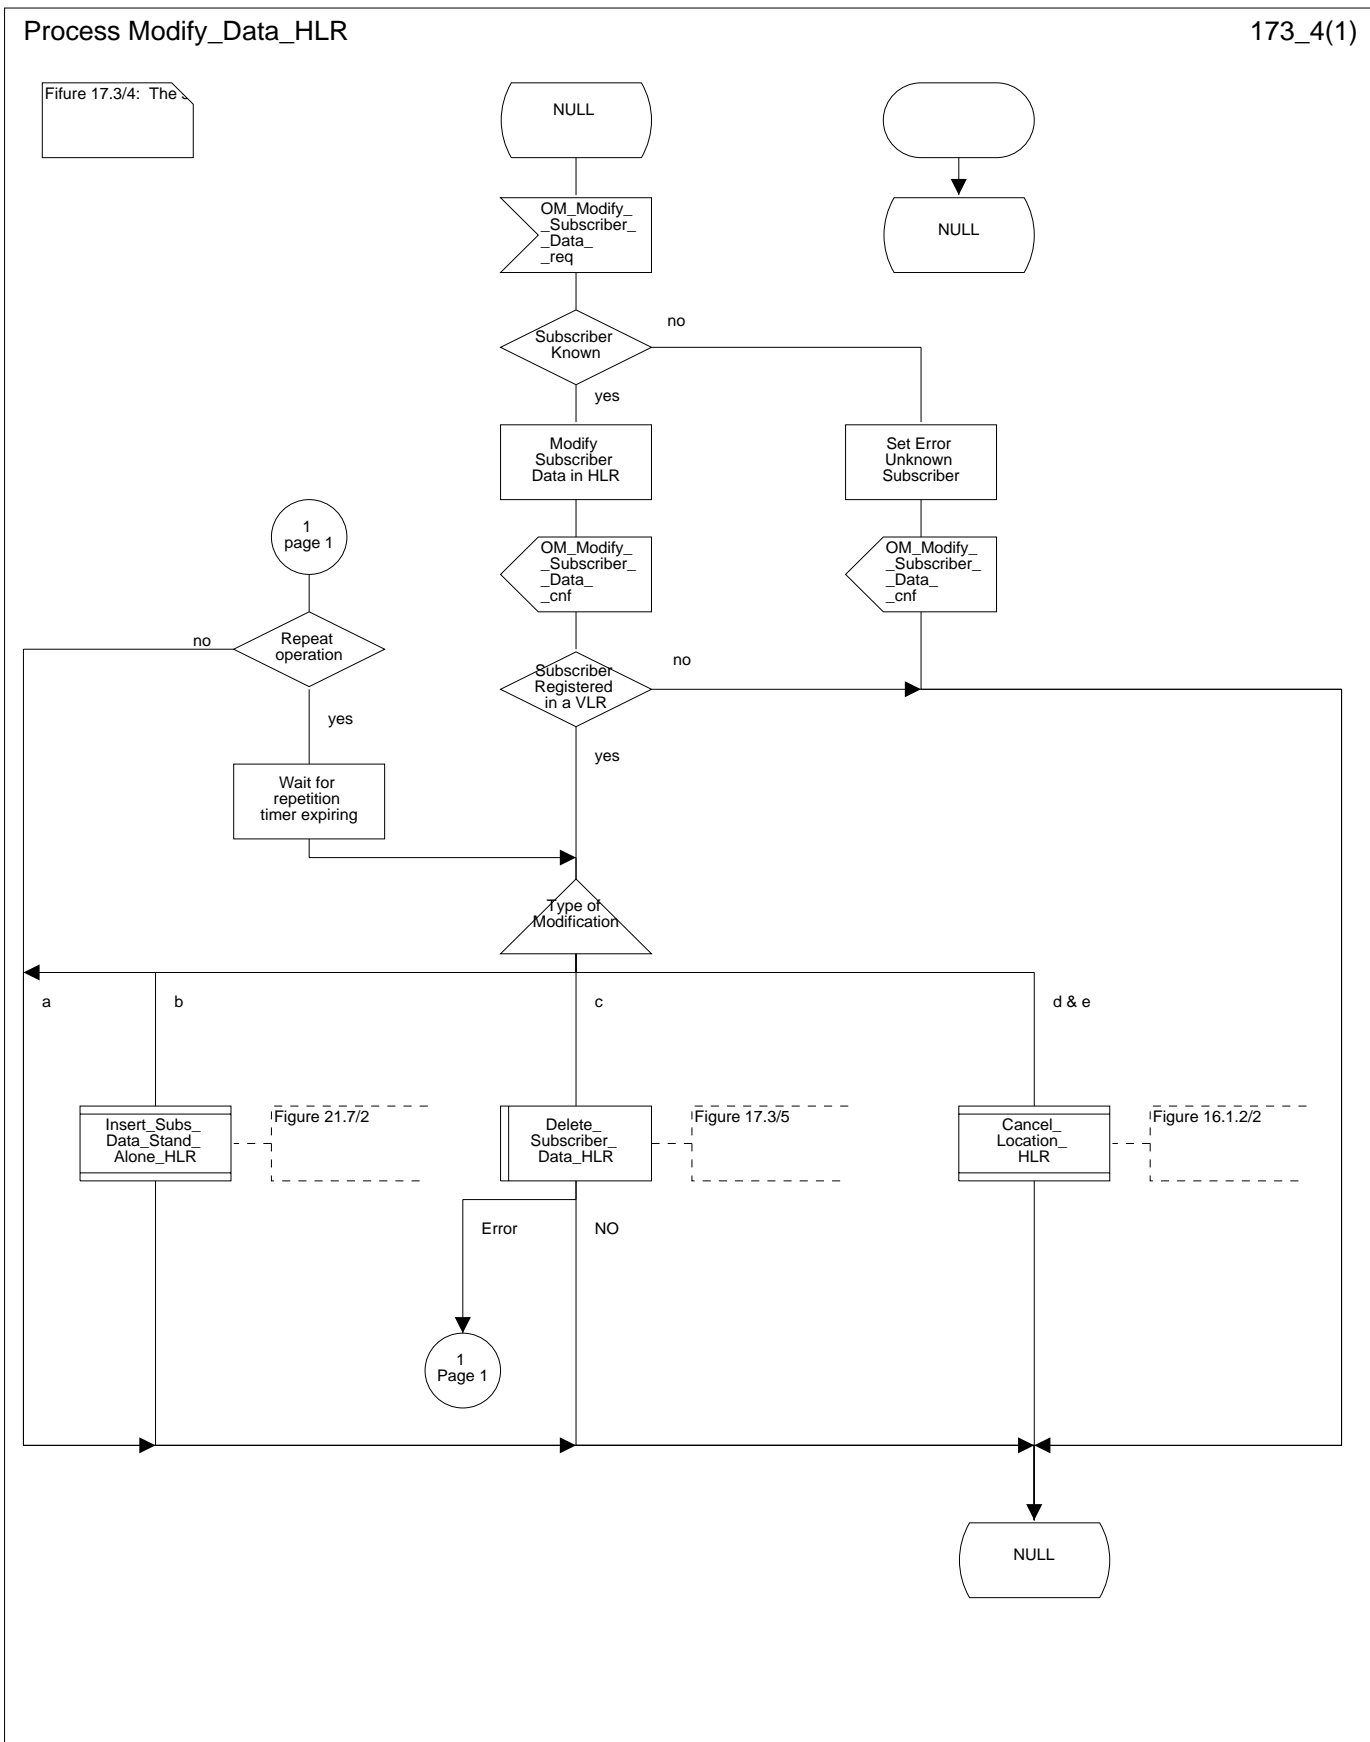 Process Modify_Data_HLR
173_4(1)
Fifure 17.3/4: The
NULL
OM_Modify_
_Subscriber_
_Data_
_req
NULL
Subscriber
Known
no
yes
Modify
Subscriber
Data in HLR
Set Error
Unknown
Subscriber
1
page 1
OM_Modify_
_Subscriber_
_Data_
_cnf
OM_Modify_
_Subscriber_
_Data_
_cnf
no
Repeat
operation
Subscriber
Registered
in a VLR
no
yes
yes
Wait for
repetition
timer expiring
Type of
Modification
a
b
c
d & e
Insert_Subs_
Data_Stand_
Alone_HLR
Figure 21.7/2
Delete_
Subscriber_
Data_HLR
Figure 17.3/5
Cancel_
Location_
HLR
Figure 16.1.2/2
Error
NO
1
Page 1
NULL